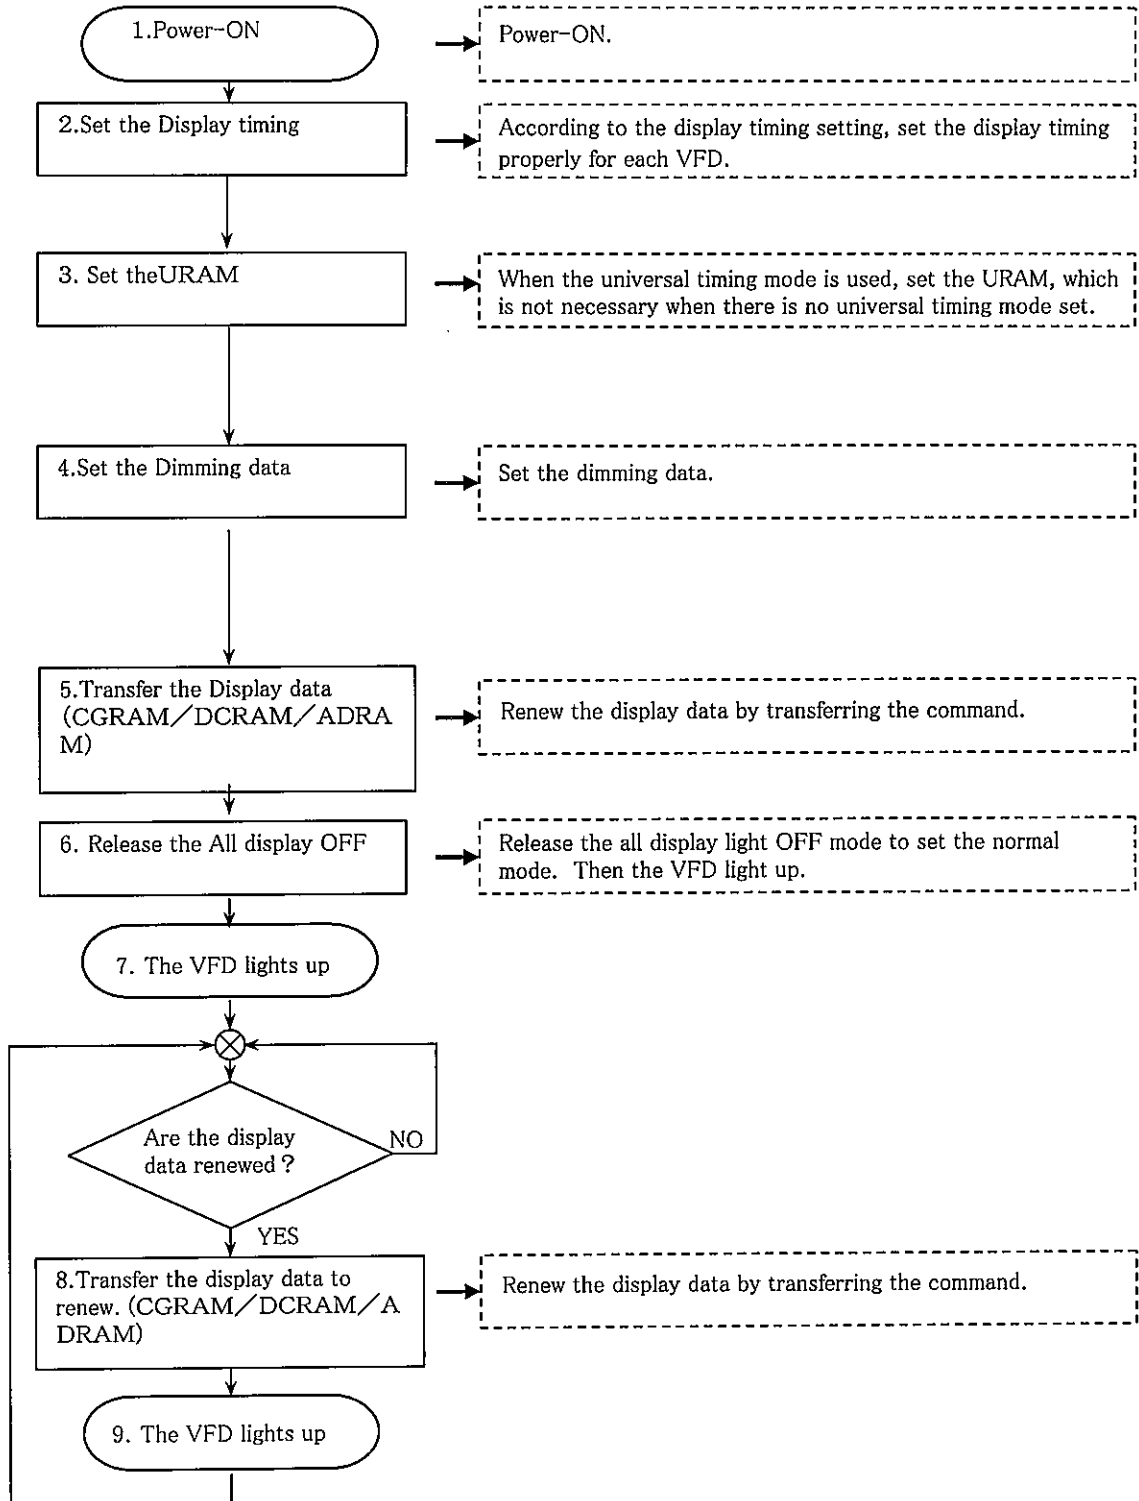 1.Power-ON
Power-ON.
2.Set the Display timing
According to the display timing setting, set the display timing
properly for each VFD.
3. Set theURAM
When the universal timing mode is used, set the URAM, which
is not necessary when there is no universal timing mode set.
4.Set the Dimming data
Set the dimming data.
5.Transfer the Display data
(CGRAM／DCRAM／ADRA
M)
Renew the display data by transferring the command.
6. Release the All display OFF
Release the all display light OFF mode to set the normal
mode. Then the VFD light up.
7. The VFD lights up
Are the display
data renewed？
NO
YES
8.Transfer the display data to
renew. (CGRAM／DCRAM／A
DRAM)
Renew the display data by transferring the command.
9. The VFD lights up